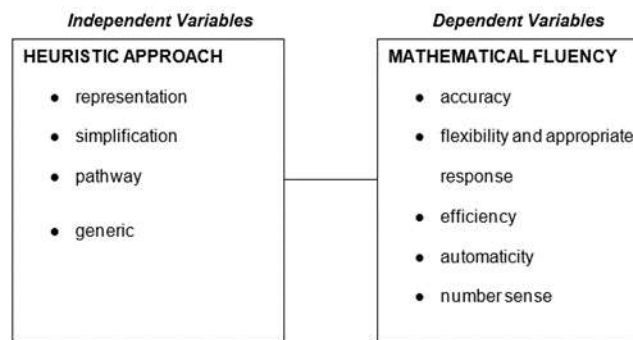 Independent Variables
HEURISTIC APPROACH
● representation
● simplification
● pathway
● generic
Dependent Variables
MATHEMATICAL FLUENCY
● accuracy
● flexibility and appropriate
response
● efficiency
● automaticity
● number sense